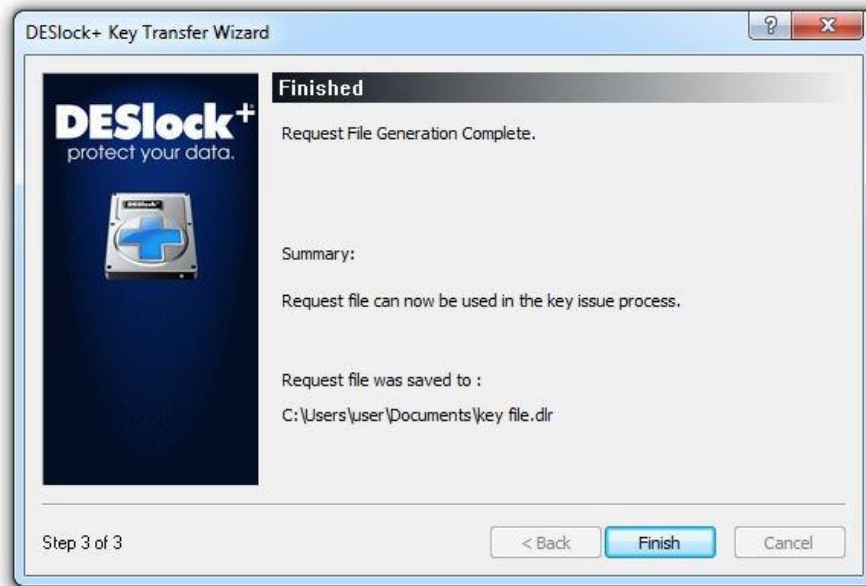 DESlock+ Key Transfer Wizard
DESlock+
protect your data.
DESlock+
Finished
Request File Generation Complete.
Summary:
Request file can now be used in the key issue process.
Request file was saved to :
C:\Users\user\Documents\key file.dlr
Step 3 of 3
< Back
Finish
Cancel